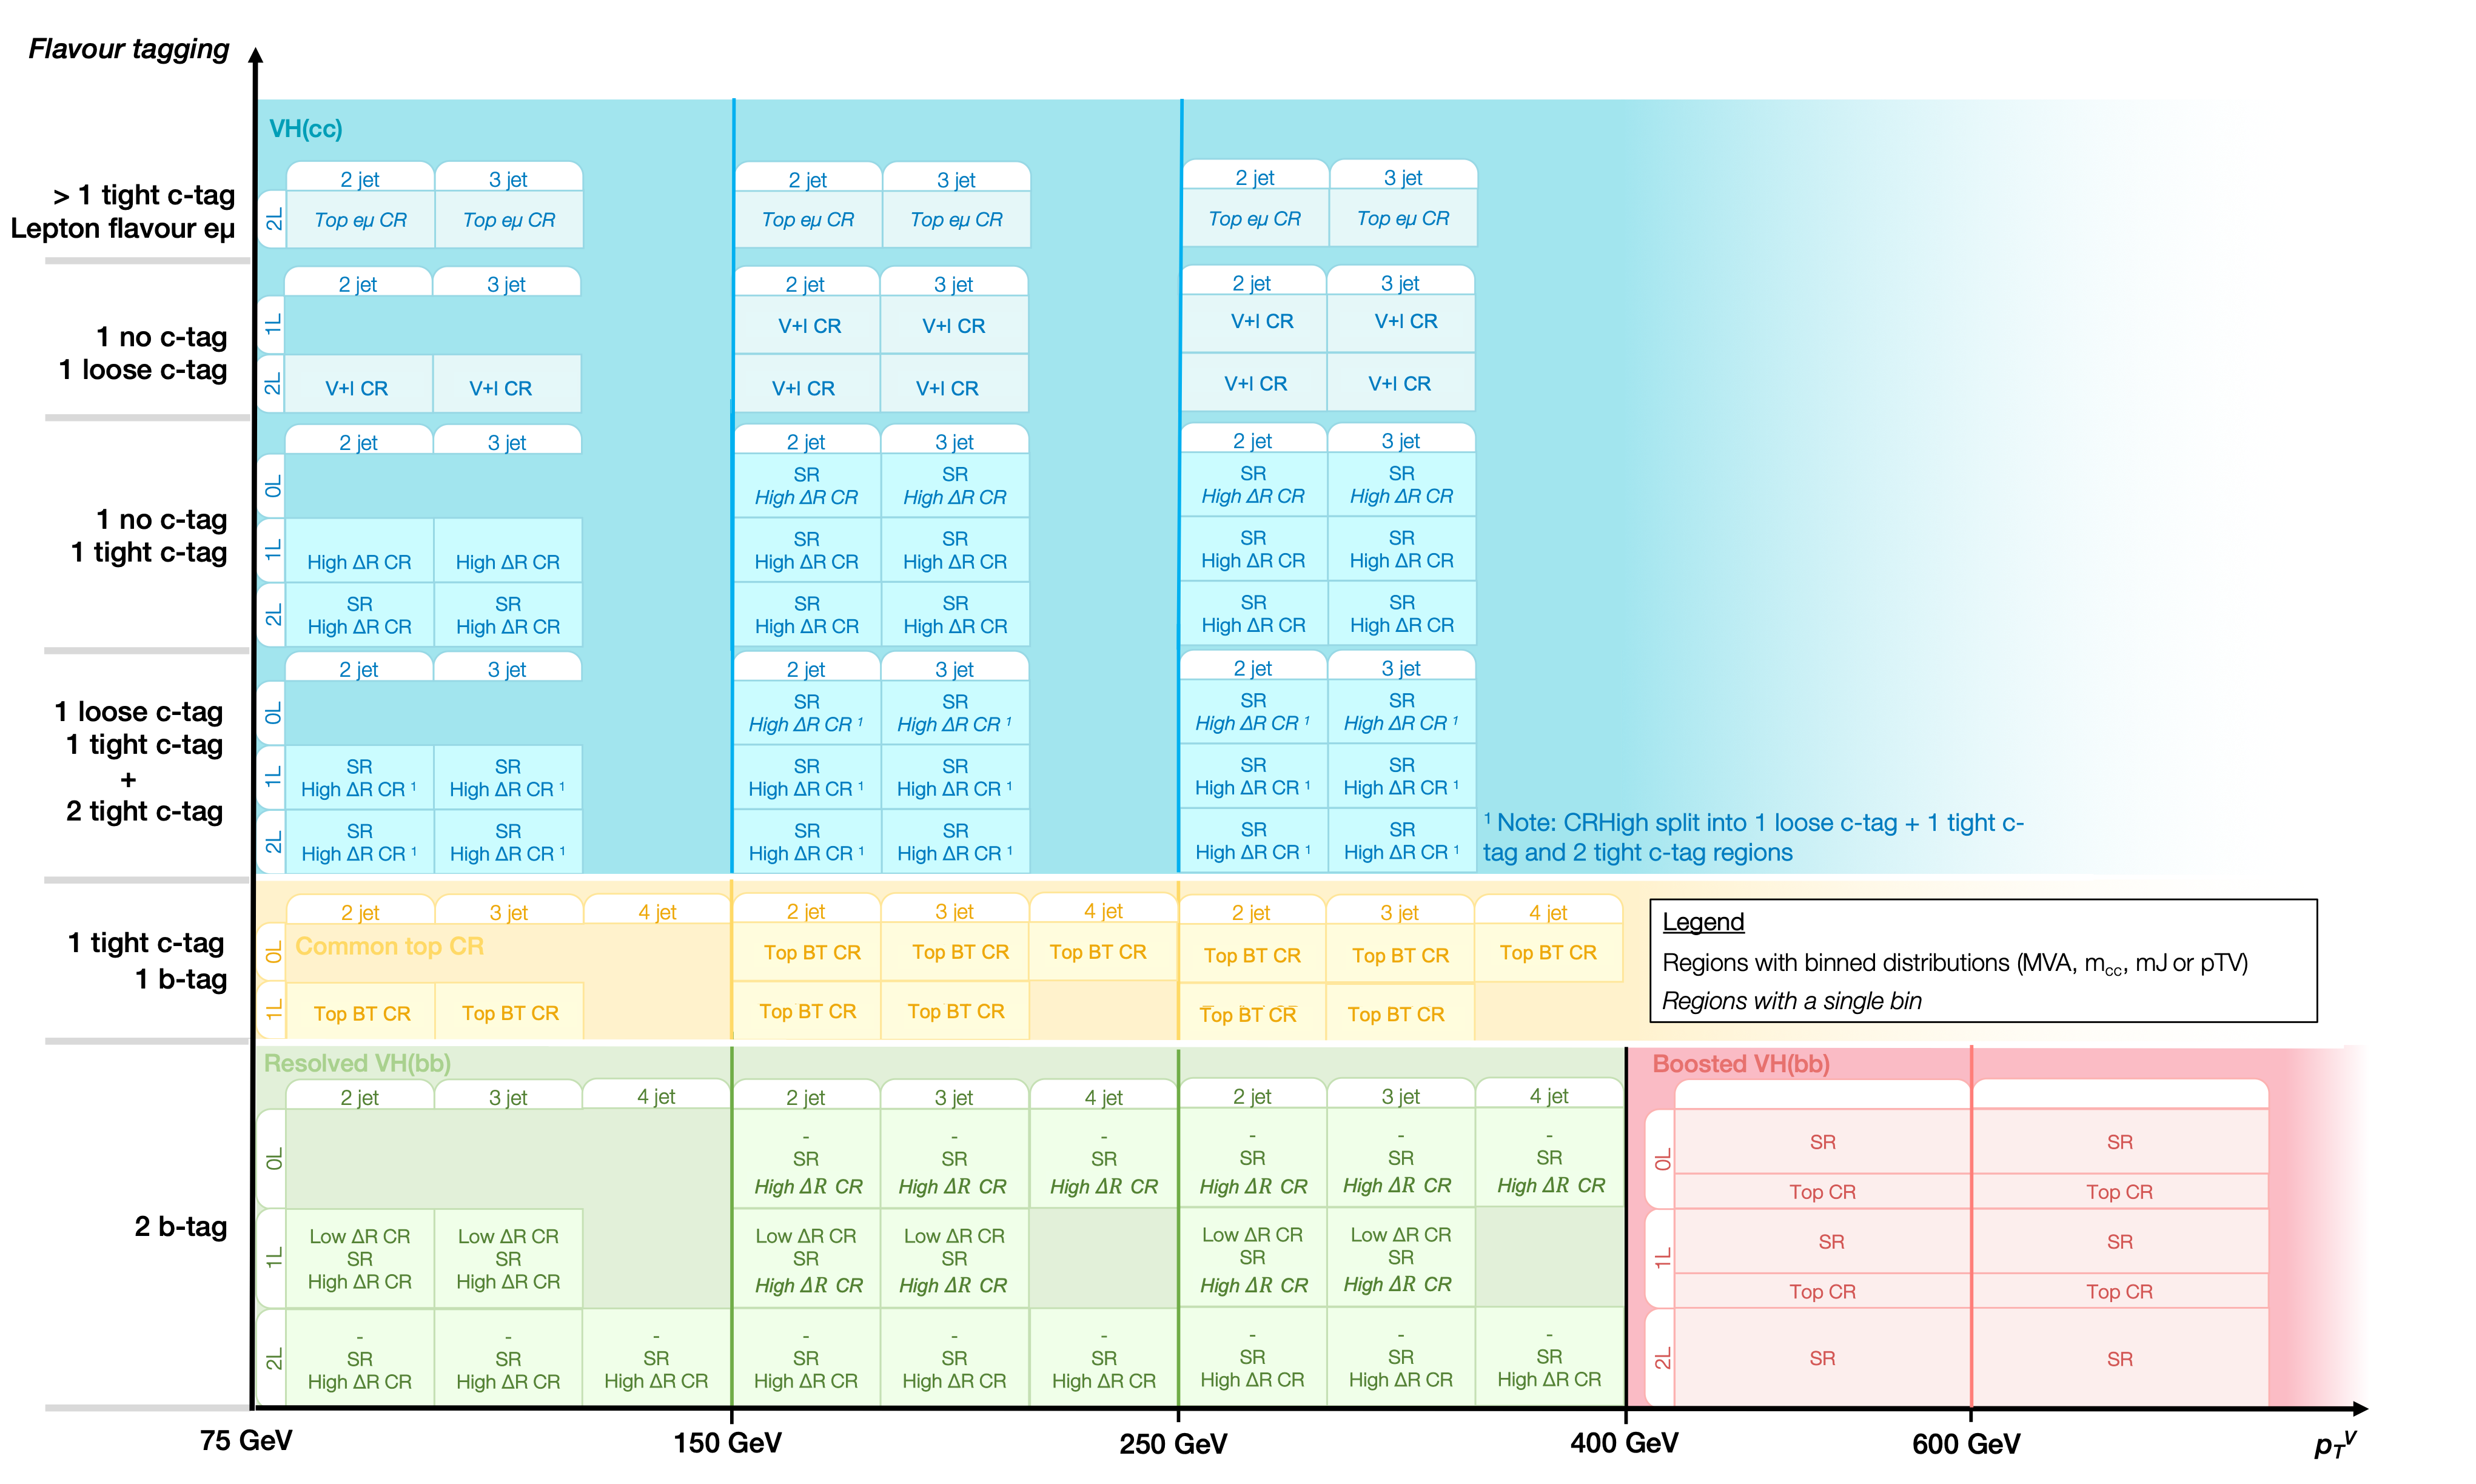 Flavour tagging
VH(cc)
> 1 tight c-tag
Lepton flavour eμ
2 jet 3 jet 2 jet 3 jet 2 jet 3 jet
2L Top eμ CR Top eμ CR Top eμ CR Top eμ CR Top eμ CR Top eμ CR
1 no c-tag
1 loose c-tag
2 jet 3 jet 2 jet 3 jet 2 jet 3 jet
1L V+l CR V+l CR V+l CR V+l CR
2L V+l CR V+l CR V+l CR V+l CR V+l CR V+l CR
1 no c-tag
1 tight c-tag
2 jet 3 jet 2 jet 3 jet 2 jet 3 jet
0L SR SR SR SR
High ΔR CR High ΔR CR High ΔR CR High ΔR CR
1L SR SR SR SR
High ΔR CR High ΔR CR High ΔR CR High ΔR CR High ΔR CR High ΔR CR
2L SR SR SR SR SR SR
High ΔR CR High ΔR CR High ΔR CR High ΔR CR High ΔR CR High ΔR CR
1 loose c-tag
1 tight c-tag
+
2 tight c-tag
2 jet 3 jet 2 jet 3 jet 2 jet 3 jet
0L SR SR SR SR
High ΔR CR ¹ High ΔR CR ¹ High ΔR CR ¹ High ΔR CR ¹
1L SR SR SR SR SR SR
High ΔR CR ¹ High ΔR CR ¹ High ΔR CR ¹ High ΔR CR ¹ High ΔR CR ¹ High ΔR CR ¹
2L SR SR SR SR SR SR
High ΔR CR ¹ High ΔR CR ¹ High ΔR CR ¹ High ΔR CR ¹ High ΔR CR ¹ High ΔR CR ¹
¹ Note: CRHigh split into 1 loose c-tag + 1 tight c-
tag and 2 tight c-tag regions
1 tight c-tag
1 b-tag
2 jet 3 jet 4 jet 2 jet 3 jet 4 jet 2 jet 3 jet 4 jet
Common top CR
0L Top BT CR Top BT CR Top BT CR Top BT CR Top BT CR Top BT CR
1L Top BT CR Top BT CR Top BT CR Top BT CR Top BT CR Top BT CR
Legend
Regions with binned distributions (MVA, mcc, mJ or pTV)
Regions with a single bin
2 b-tag
Resolved VH(bb)
2 jet 3 jet 4 jet 2 jet 3 jet 4 jet 2 jet 3 jet 4 jet
0L - - - - - -
SR SR SR SR SR SR
High ΔR CR High ΔR CR High ΔR CR High ΔR CR High ΔR CR High ΔR CR
1L Low ΔR CR Low ΔR CR Low ΔR CR Low ΔR CR Low ΔR CR Low ΔR CR
SR SR SR SR SR SR
High ΔR CR High ΔR CR High ΔR CR High ΔR CR High ΔR CR High ΔR CR
2L - - - - - - - - -
SR SR SR SR SR SR SR SR SR
High ΔR CR High ΔR CR High ΔR CR High ΔR CR High ΔR CR High ΔR CR High ΔR CR High ΔR CR High ΔR CR
Boosted VH(bb)
0L SR SR
Top CR Top CR
1L SR SR
Top CR Top CR
2L SR SR
75 GeV 150 GeV 250 GeV 400 GeV 600 GeV pTV